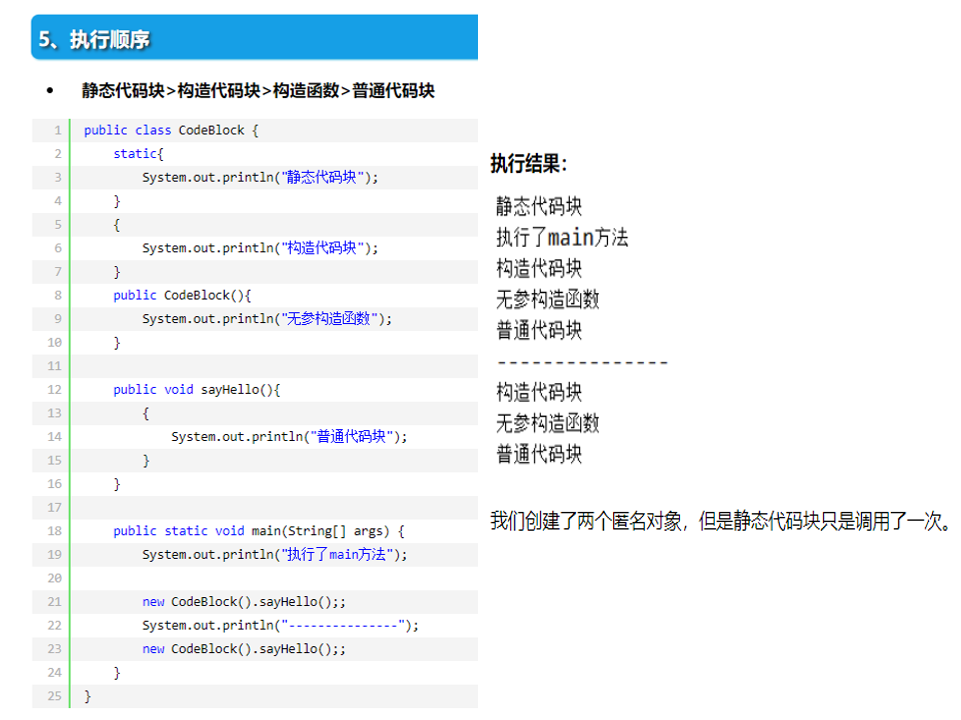 5、执行顺序
• 静态代码块>构造代码块>构造函数>普通代码块
1 public class CodeBlock {
2 static{
3 System.out.println("静态代码块");
4 }
5 {
6 System.out.println("构造代码块");
7 }
8 public CodeBlock(){
9 System.out.println("无参构造函数");
10 }
11
12 public void sayHello(){
13 {
14 System.out.println("普通代码块");
15 }
16 }
17
18 public static void main(String[] args) {
19 System.out.println("执行了main方法");
20
21 new CodeBlock().sayHello();;
22 System.out.println("---------------");
23 new CodeBlock().sayHello();;
24 }
25 }
执行结果：
静态代码块
执行了main方法
构造代码块
无参构造函数
普通代码块
---------------
构造代码块
无参构造函数
普通代码块
我们创建了两个匿名对象，但是静态代码块只是调用了一次。